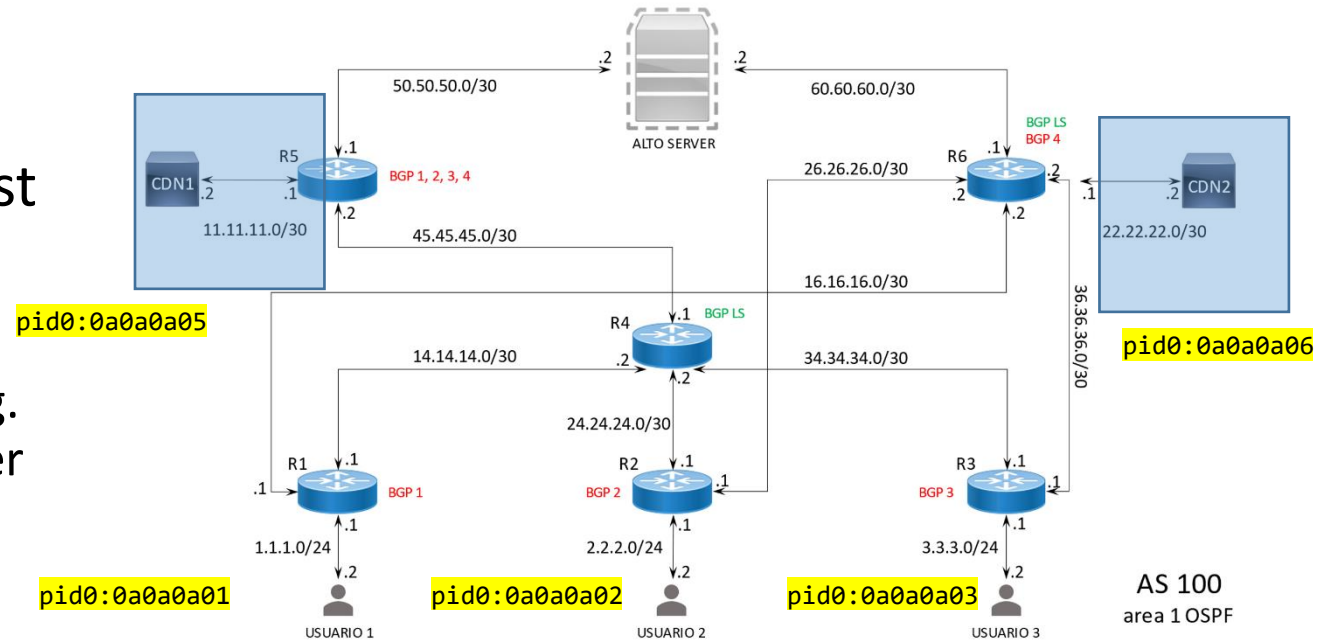 .2
.2
50.50.50.0/30
60.60.60.0/30
ALTO SERVER
BGP LS
BGP 4
R5
.1
BGP 1, 2, 3, 4
26.26.26.0/30
R6
.1
.2
.2
.2
CDN1
.2
.1
.2
.1
.2
CDN2
st
11.11.11.0/30
45.45.45.0/30
22.22.22.0/30
16.16.16.0/30
pid0:0a0a0a05
R4
.1
BGP LS
36.36.36.0/30
pid0:0a0a0a06
14.14.14.0/30
.2
.2
34.34.34.0/30
g.
24.24.24.0/30
er
R1
.1
R2
.1
R3
.1
.1
BGP 1
BGP 2
.1
BGP 3
.1
.1
.1
.1
1.1.1.0/24
2.2.2.0/24
3.3.3.0/24
.2
.2
.2
pid0:0a0a0a01
pid0:0a0a0a02
pid0:0a0a0a03
AS 100
area 1 OSPF
USUARIO 1
USUARIO 2
USUARIO 3